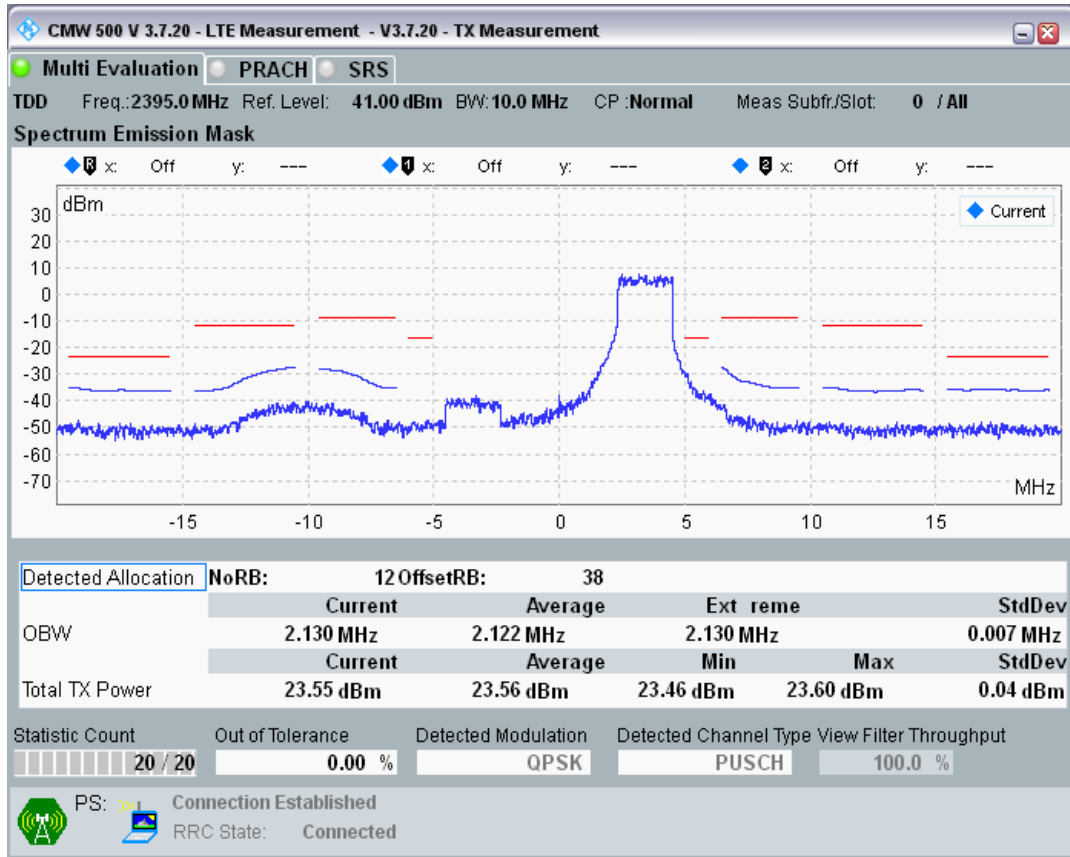 CMW 500 V 3.7.20 - LTE Measurement - V3.7.20 - TX Measurement
Multi Evaluation PRACH SRS
TDD Freq.:2395.0 MHz Ref. Level: 41.00 dBm BW: 10.0 MHz CP :Normal Meas Subfr./Slot: 0 / All
Spectrum Emission Mask
R x: Off y: --- 1 x: Off y: --- 2 x: Off y: ---
dBm
Current
30
20
10
0
-10
-20
-30
-40
-50
-60
-70
MHz
-15 -10 -5 0 5 10 15
Detected Allocation NoRB: 12 OffsetRB: 38
Current Average Ext reme StdDev
OBW 2.130 MHz 2.122 MHz 2.130 MHz 0.007 MHz
Current Average Min Max StdDev
Total TX Power 23.55 dBm 23.56 dBm 23.46 dBm 23.60 dBm 0.04 dBm
Statistic Count Out of Tolerance Detected Modulation Detected Channel Type View Filter Throughput
20 / 20 0.00 % QPSK PUSCH 100.0 %
PS: Connection Established
RRC State: Connected